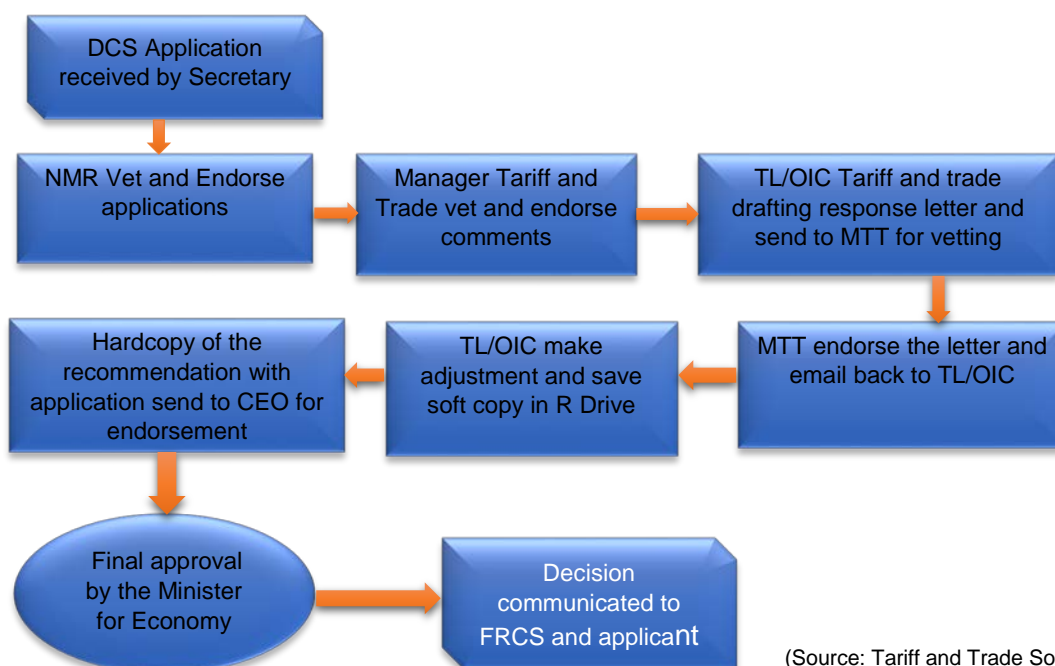 DCS Application
received by Secretary
NMR Vet and Endorse
applications
Manager Tariff and
Trade vet and endorse
comments
TL/OIC Tariff and trade
drafting response letter and
send to MTT for vetting
MTT endorse the letter and
email back to TL/OIC
TL/OIC make
adjustment and save
soft copy in R Drive
Hardcopy of the
recommendation with
application send to CEO for
endorsement
Final approval
by the Minister
for Economy
Decision
communicated to
FRCS and applicant
(Source: Tariff and Trade So